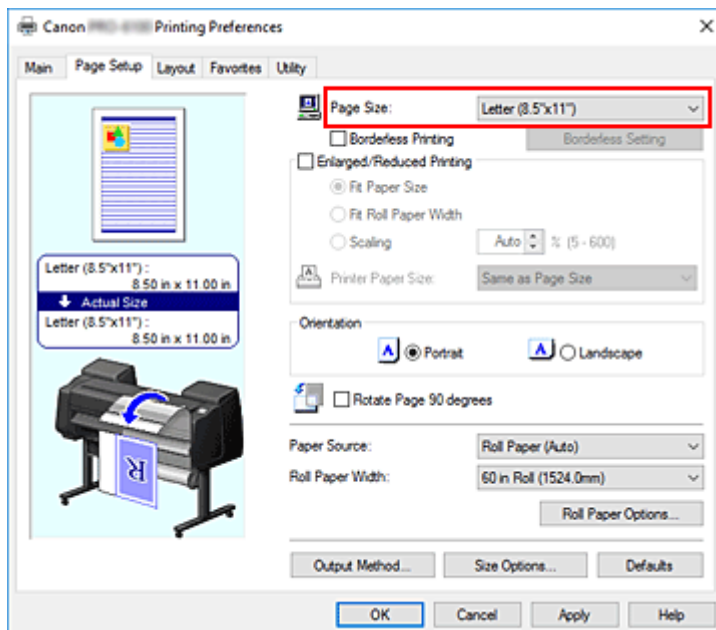 Canon Printing Preferences
Main Page Setup Layout Favorites Utility
Page Size: Letter (8.5"x11")
Borderless Printing Borderless Setting
Enlarged/Reduced Printing
Fit Paper Size
Fit Roll Paper Width
Scaling Auto % (5 - 600)
Printer Paper Size: Same as Page Size
Letter (8.5"x11") :
8.50 in x 11.00 in
Actual Size
Letter (8.5"x11") :
8.50 in x 11.00 in
Orientation
A Portrait A Landscape
Rotate Page 90 degrees
R
Paper Source: Roll Paper (Auto)
Roll Paper Width: 60 in Roll (1524.0mm)
Roll Paper Options...
Output Method... Size Options... Defaults
OK Cancel Apply Help